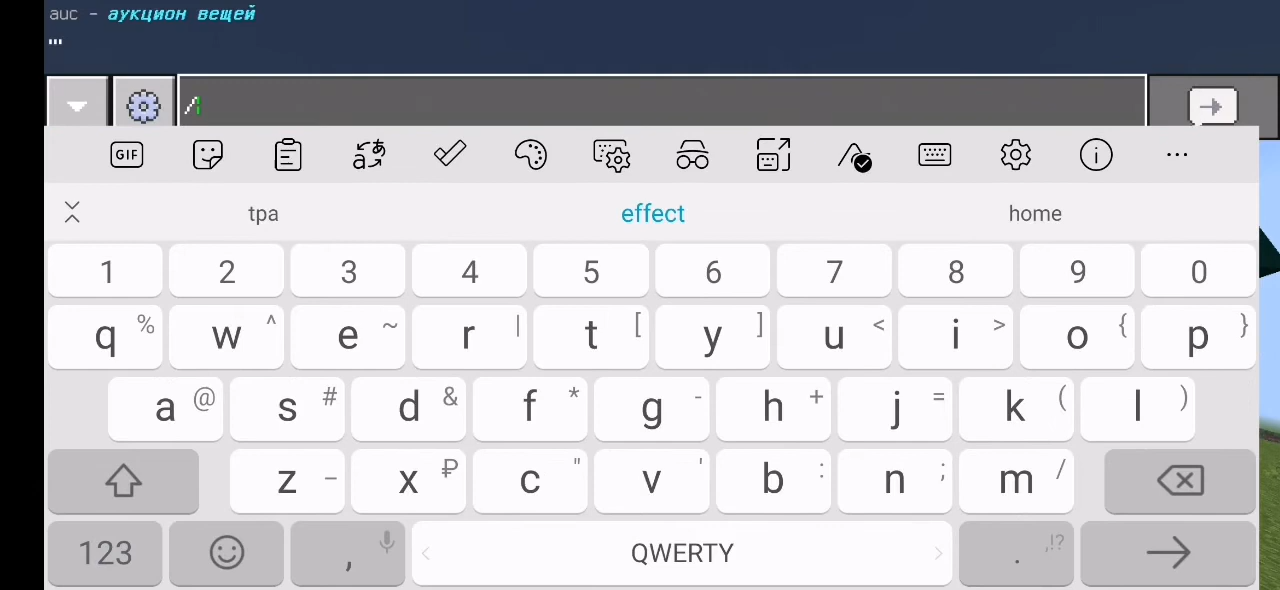 auc - аукцион вещей
...
/
GIF
tpa effect home
1 2 3 4 5 6 7 8 9 0
q % w ^ e ~ r | t [ y ] u < i > o { p }
a @ s # d & f * g - h + j = k ( l )
z _ x ₽ c " v ' b : n ; m /
123 , < QWERTY > . ,!?